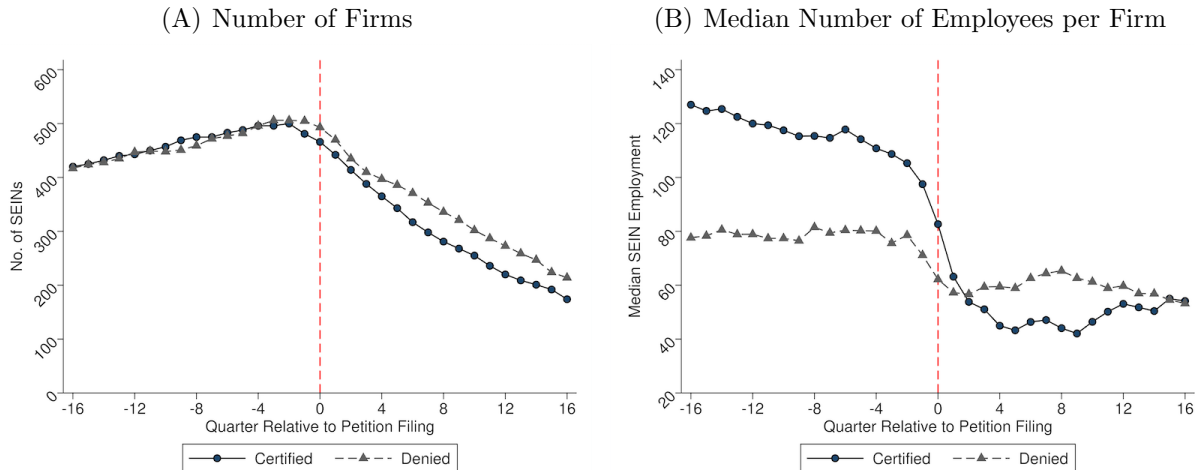 (A) Number of Firms
No. of SEINs
600
500
400
300
200
100
0
-16 -12 -8 -4 0 4 8 12 16
Quarter Relative to Petition Filing
Certified Denied
(B) Median Number of Employees per Firm
Median SEIN Employment
140
120
100
80
60
40
20
-16 -12 -8 -4 0 4 8 12 16
Quarter Relative to Petition Filing
Certified Denied